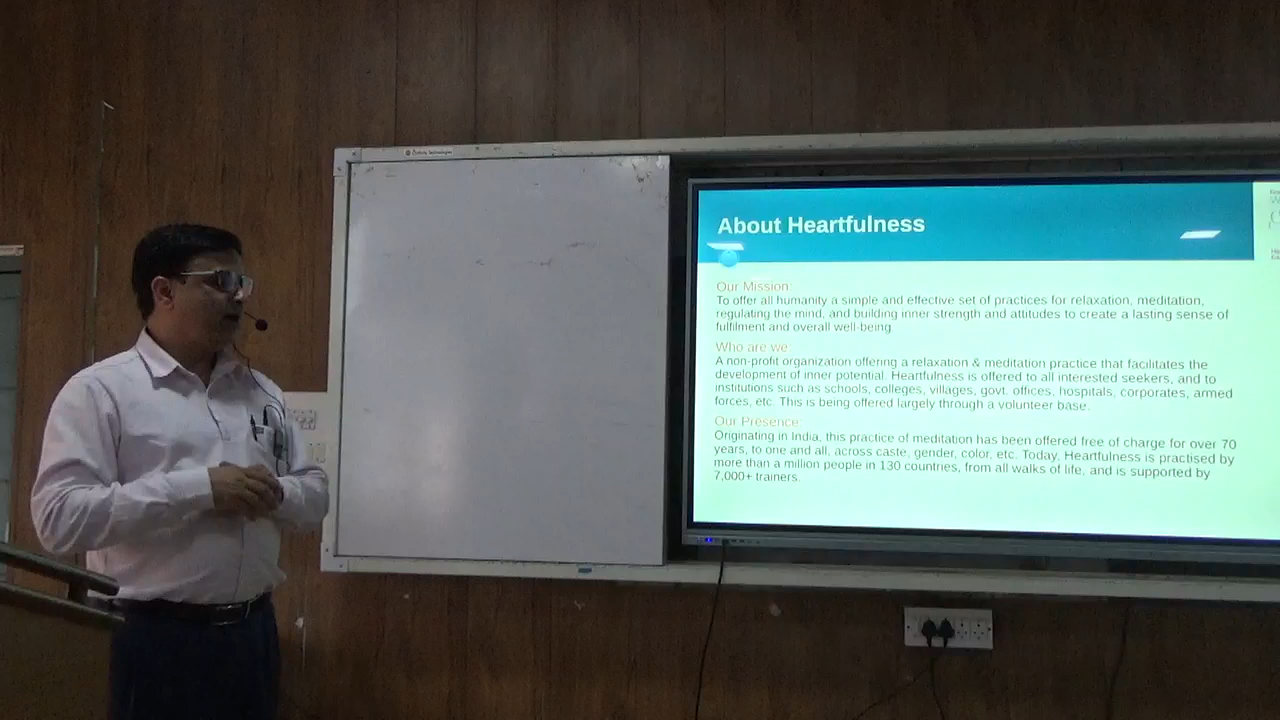 About Heartfulness
Our Mission:
To offer all humanity a simple and effective set of practices for relaxation, meditation,
regulating the mind, and building inner strength and attitudes to create a lasting sense of
fulfilment and overall well-being.
Who are we:
A non-profit organization offering a relaxation & meditation practice that facilitates the
development of inner potential. Heartfulness is offered to all interested seekers, and to
institutions such as schools, colleges, villages, govt. offices, hospitals, corporates, armed
forces, etc. This is being offered largely through a volunteer base.
Our Presence:
Originating in India, this practice of meditation has been offered free of charge for over 70
years, to one and all, across caste, gender, color, etc. Today, Heartfulness is practised by
more than a million people in 130 countries, from all walks of life, and is supported by
7,000+ trainers.